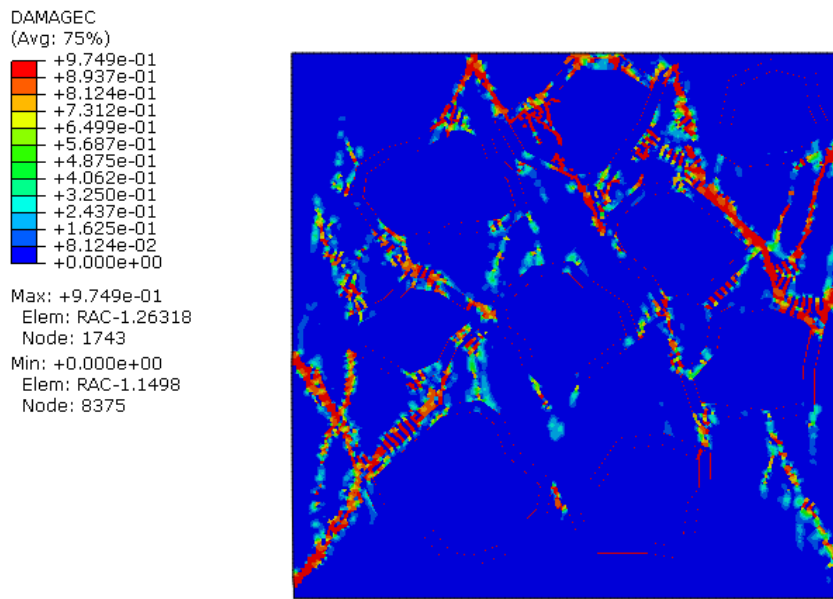 DAMAGEC
(Avg: 75%)
+9.749e-01
+8.937e-01
+8.124e-01
+7.312e-01
+6.499e-01
+5.687e-01
+4.875e-01
+4.062e-01
+3.250e-01
+2.437e-01
+1.625e-01
+8.124e-02
+0.000e+00
Max: +9.749e-01
Elem: RAC-1.26318
Node: 1743
Min: +0.000e+00
Elem: RAC-1.1498
Node: 8375